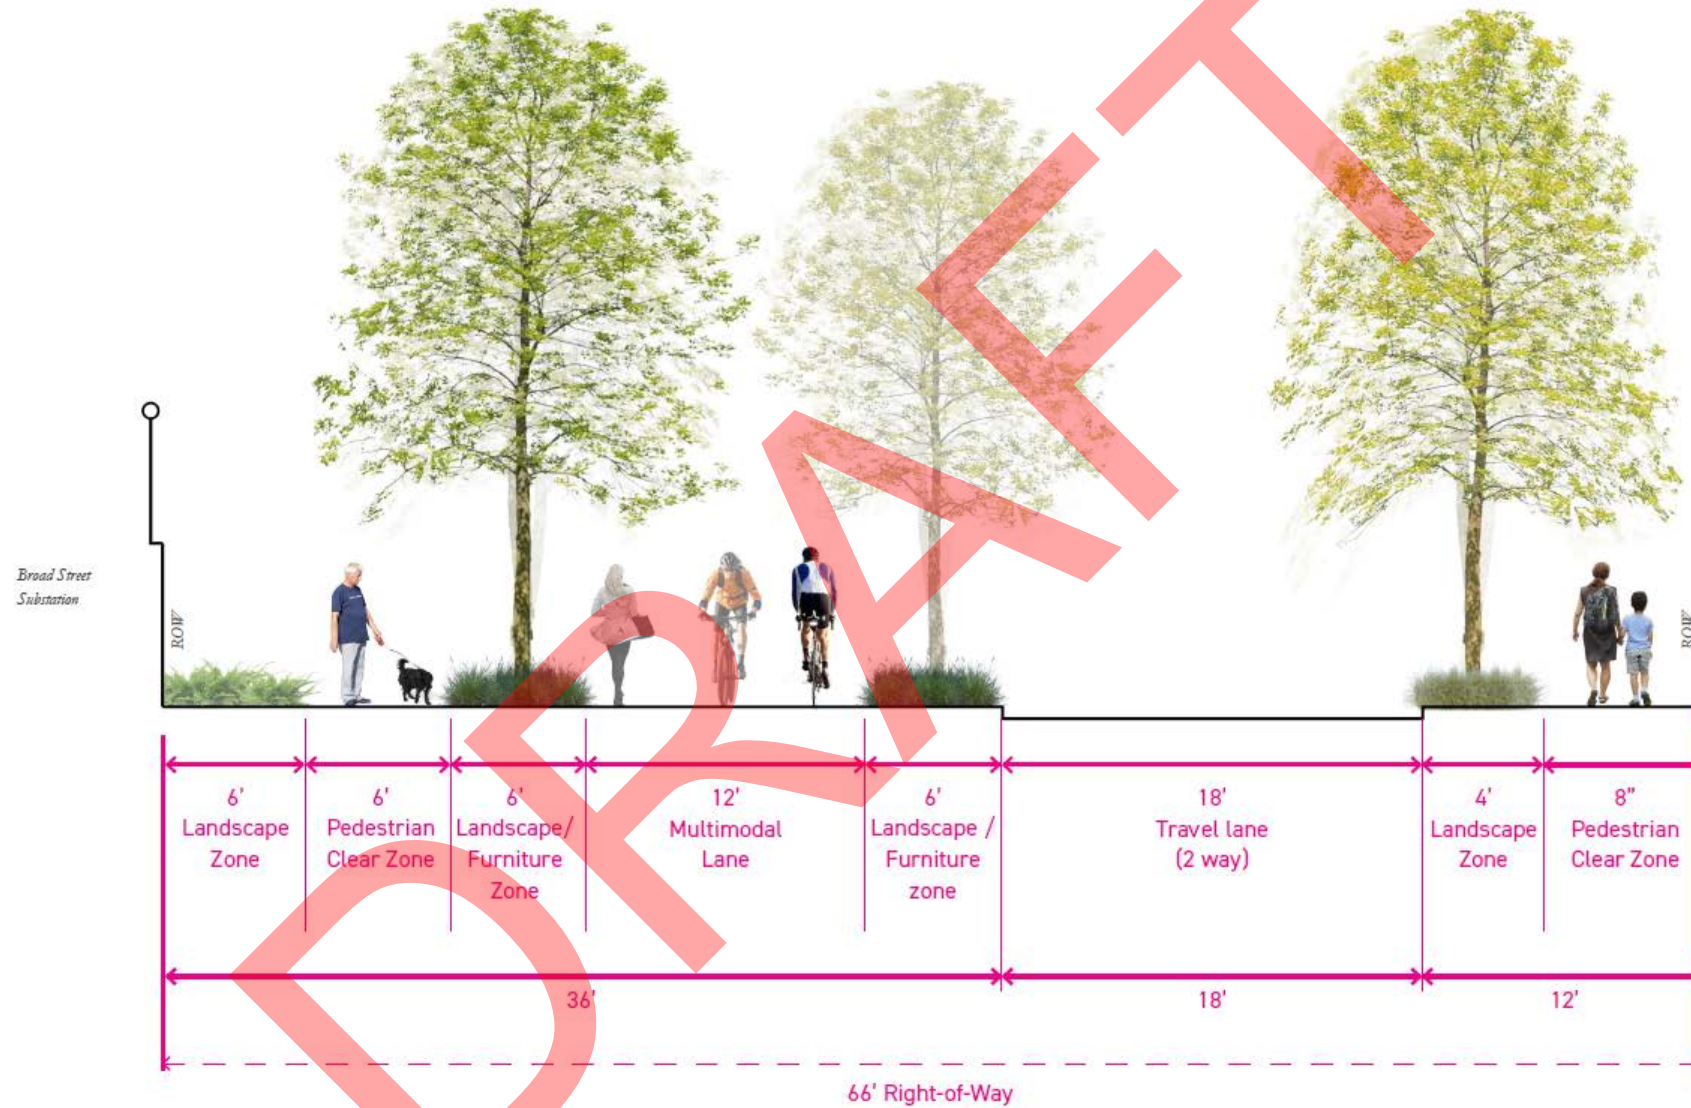 DRAFT
Broad Street
Substation
ROW
ROW
6'
Landscape
Zone
6'
Pedestrian
Clear Zone
6'
Landscape/
Furniture
Zone
12'
Multimodal
Lane
6'
Landscape /
Furniture
zone
18'
Travel lane
(2 way)
4'
Landscape
Zone
8"
Pedestrian
Clear Zone
36'
18'
12'
66' Right-of-Way